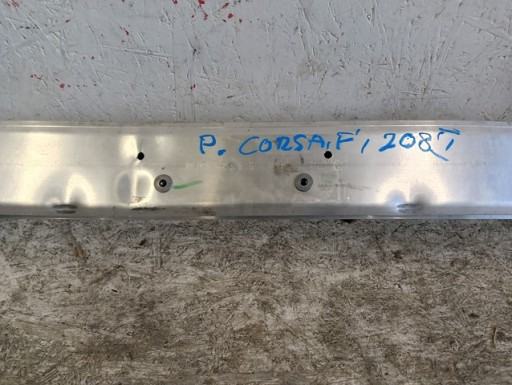 P. CORSA, F', 208'I'